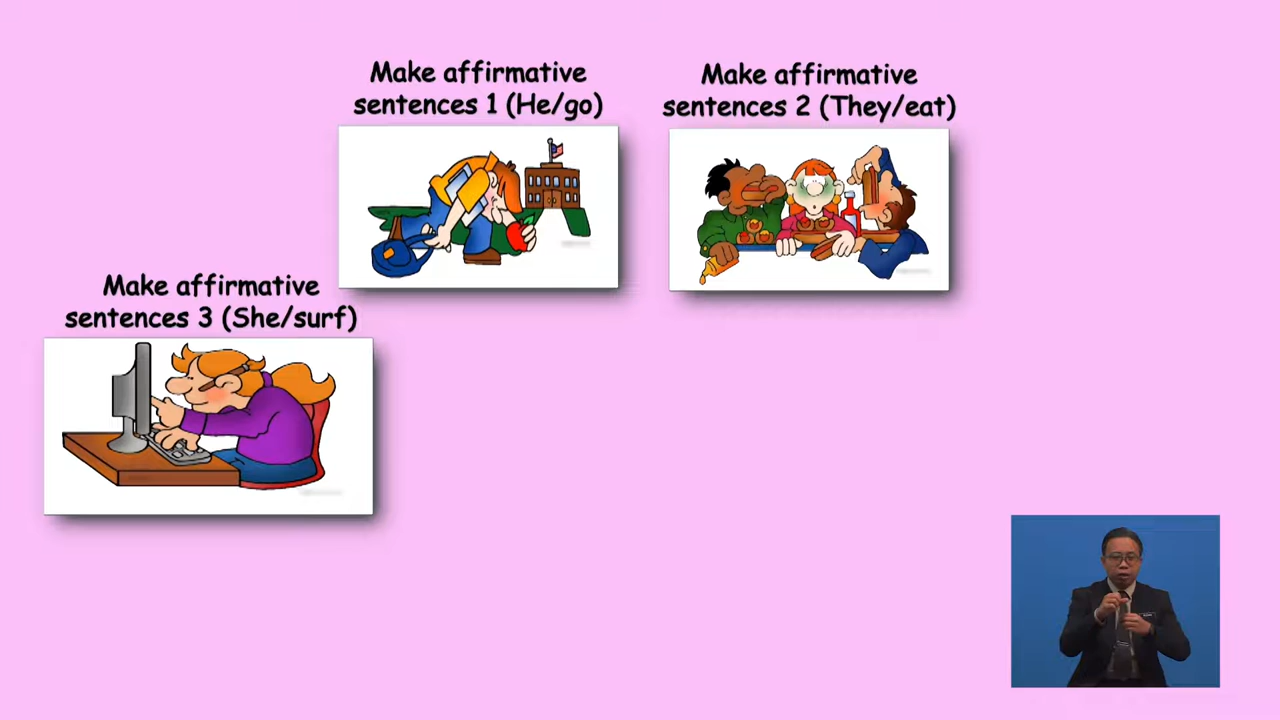 Make affirmative
sentences 1 (He/go)
Make affirmative
sentences 2 (They/eat)
Make affirmative
sentences 3 (She/surf)